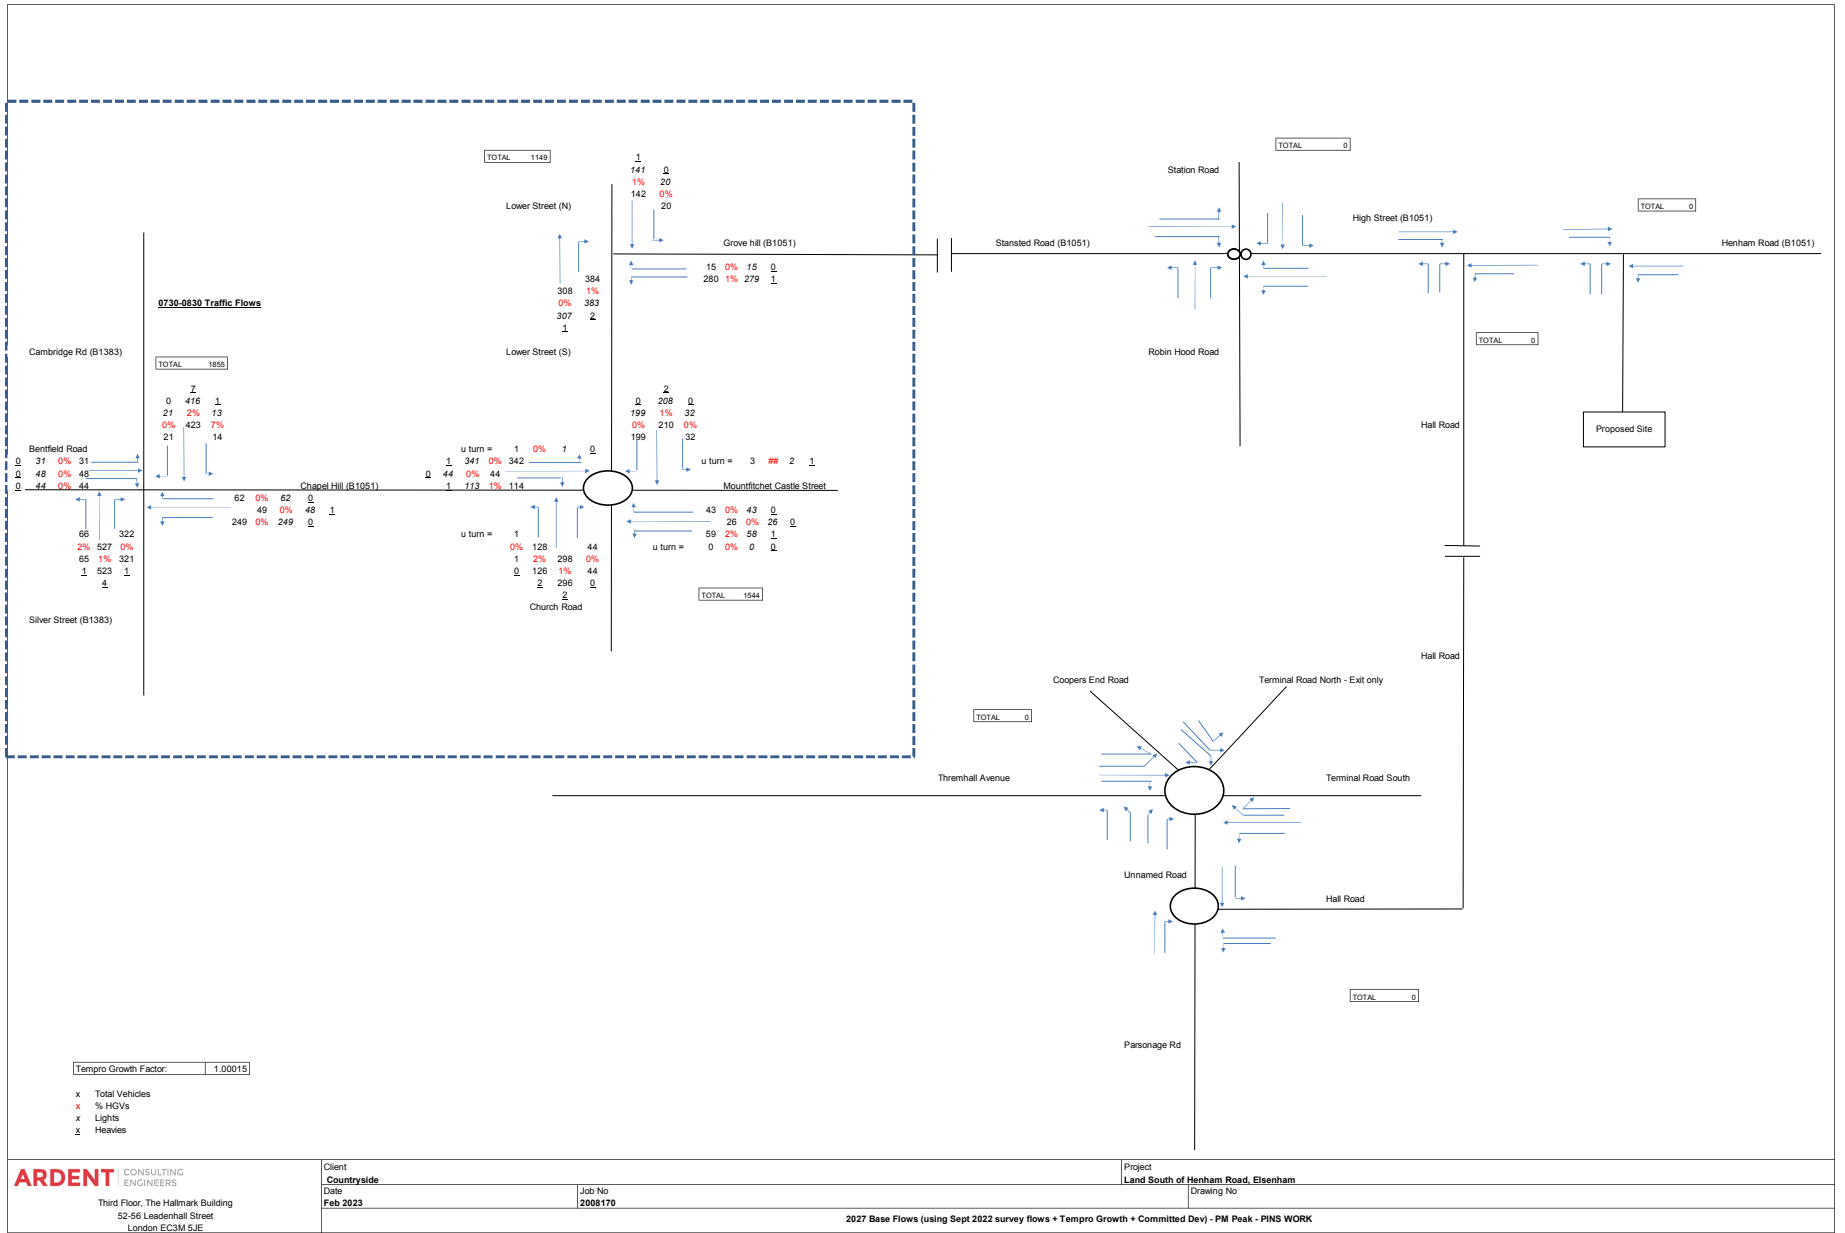 TOTAL 1149
1
141 0
1% 20
142 0%
20
Lower Street (N)
Grove hill (B1051)
15 0% 15 0
280 1% 279 1
384
308 1%
0% 383
307 2
1
Lower Street (S)
0730-0830 Traffic Flows
Cambridge Rd (B1383)
TOTAL 1855
7
0 416 1
21 2% 13
0% 423 7%
21 14
Bentfield Road
0 31 0% 31
0 48 0% 48
0 44 0% 44
Chapel Hill (B1051)
62 0% 62 0
49 0% 48 1
249 0% 249 0
66 322
2% 527 0%
65 1% 321
1 523 1
4
Silver Street (B1383)
2
0 208 0
199 1% 32
0% 210 0%
199 32
u turn = 1 0% 1 0
1 341 0% 342
0 44 0% 44
1 113 1% 114
u turn = 3 ## 2 1
Mountfitchet Castle Street
43 0% 43 0
26 0% 26 0
59 2% 58 1
u turn = 0 0% 0 0
u turn = 1
0% 128 44
1 2% 298 0%
0 126 1% 44
2 296 0
2
Church Road
TOTAL 1544
TOTAL 0
Station Road
Stansted Road (B1051)
High Street (B1051)
TOTAL 0
Henham Road (B1051)
Robin Hood Road
TOTAL 0
Hall Road
Proposed Site
Hall Road
Coopers End Road
Terminal Road North - Exit only
TOTAL 0
Thremhall Avenue
Terminal Road South
Unnamed Road
Hall Road
TOTAL 0
Parsonage Rd
Tempro Growth Factor: 1.00015
x Total Vehicles
x % HGVs
x Lights
x Heavies
ARDENT CONSULTING ENGINEERS
Third Floor, The Hallmark Building
52-56 Leadenhall Street
London EC3M 5JE
Client
Countryside
Project
Land South of Henham Road, Elsenham
Date
Feb 2023
Job No
2008170
Drawing No
2027 Base Flows (using Sept 2022 survey flows + Tempro Growth + Committed Dev) - PM Peak - PINS WORK